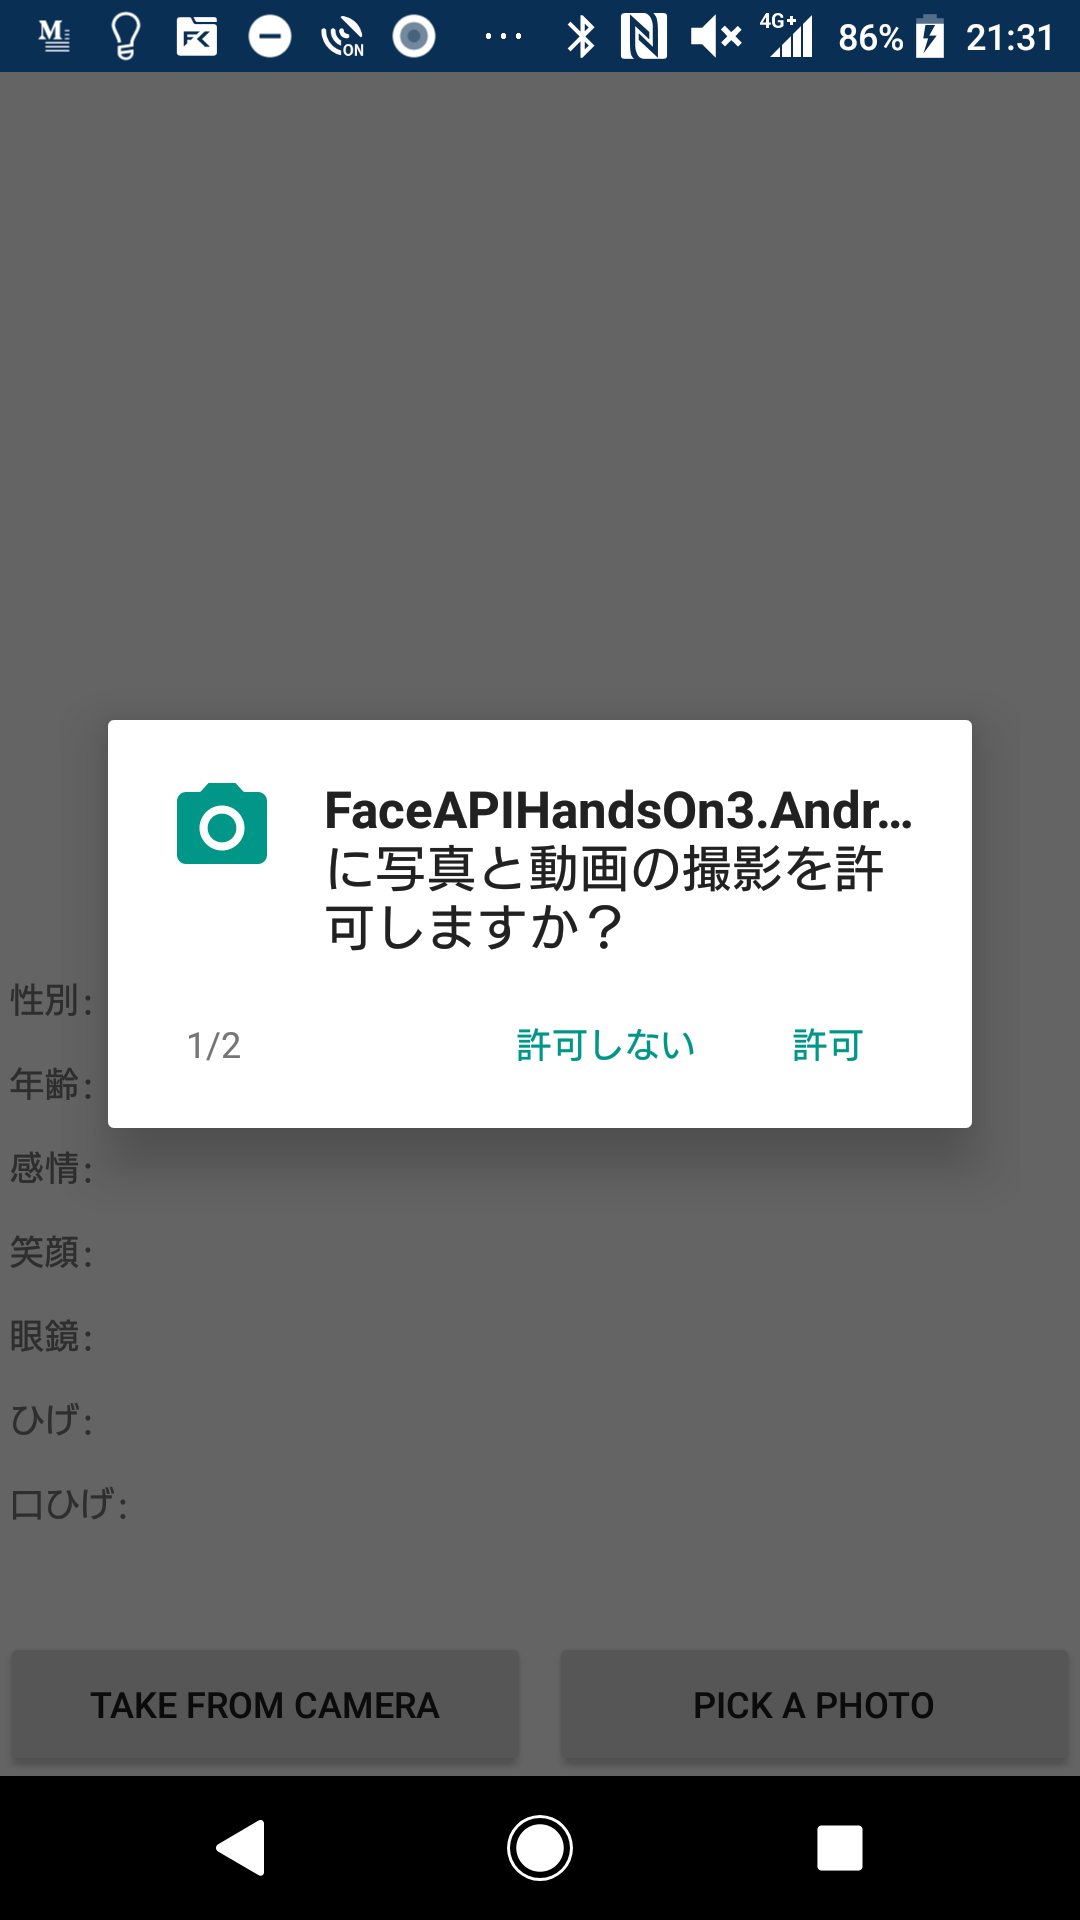 M ON 4G+ 86% 21:31
FaceAPIHandsOn3.Andr...
に写真と動画の撮影を許
可しますか？
1/2 許可しない 許可
性別:
年齢:
感情:
笑顔:
眼鏡:
ひげ:
口ひげ:
TAKE FROM CAMERA PICK A PHOTO